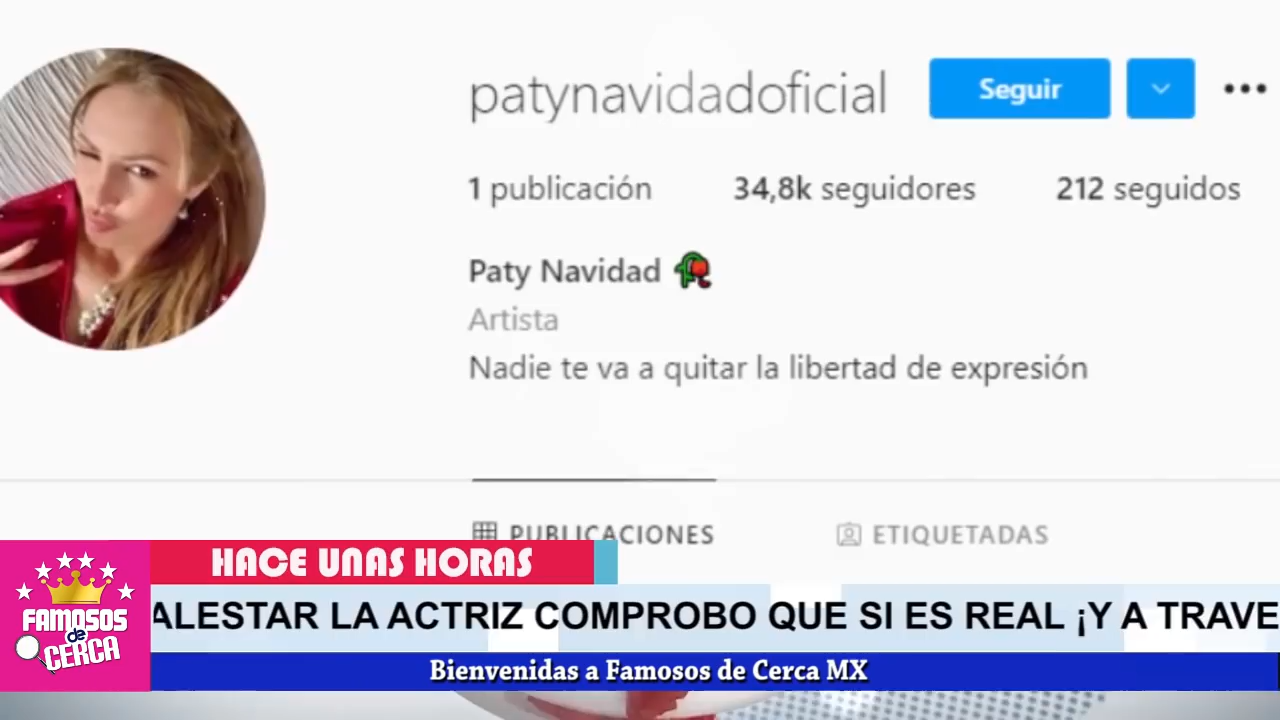 patynavidadoficial
Seguir
1 publicación 34,8k seguidores 212 seguidos
Paty Navidad
Artista
Nadie te va a quitar la libertad de expresión
PUBLICACIONES ETIQUETADAS
HACE UNAS HORAS
ALESTAR LA ACTRIZ COMPROBO QUE SI ES REAL ¡Y A TRAVE
FAMOSOS
de
CERCA
Bienvenidas a Famosos de Cerca MX